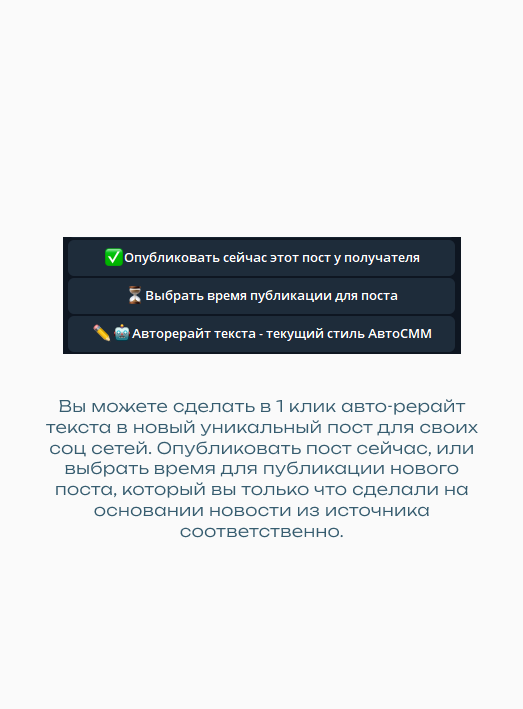 ✅Опубликовать сейчас этот пост у получателя
⏳Выбрать время публикации для поста
✏️🤖Авторерайт текста - текущий стиль АвтоСММ
Вы можете сделать в 1 клик авто-рерайт
текста в новый уникальный пост для своих
соц сетей. Опубликовать пост сейчас, или
выбрать время для публикации нового
поста, который вы только что сделали на
основании новости из источника
соответственно.